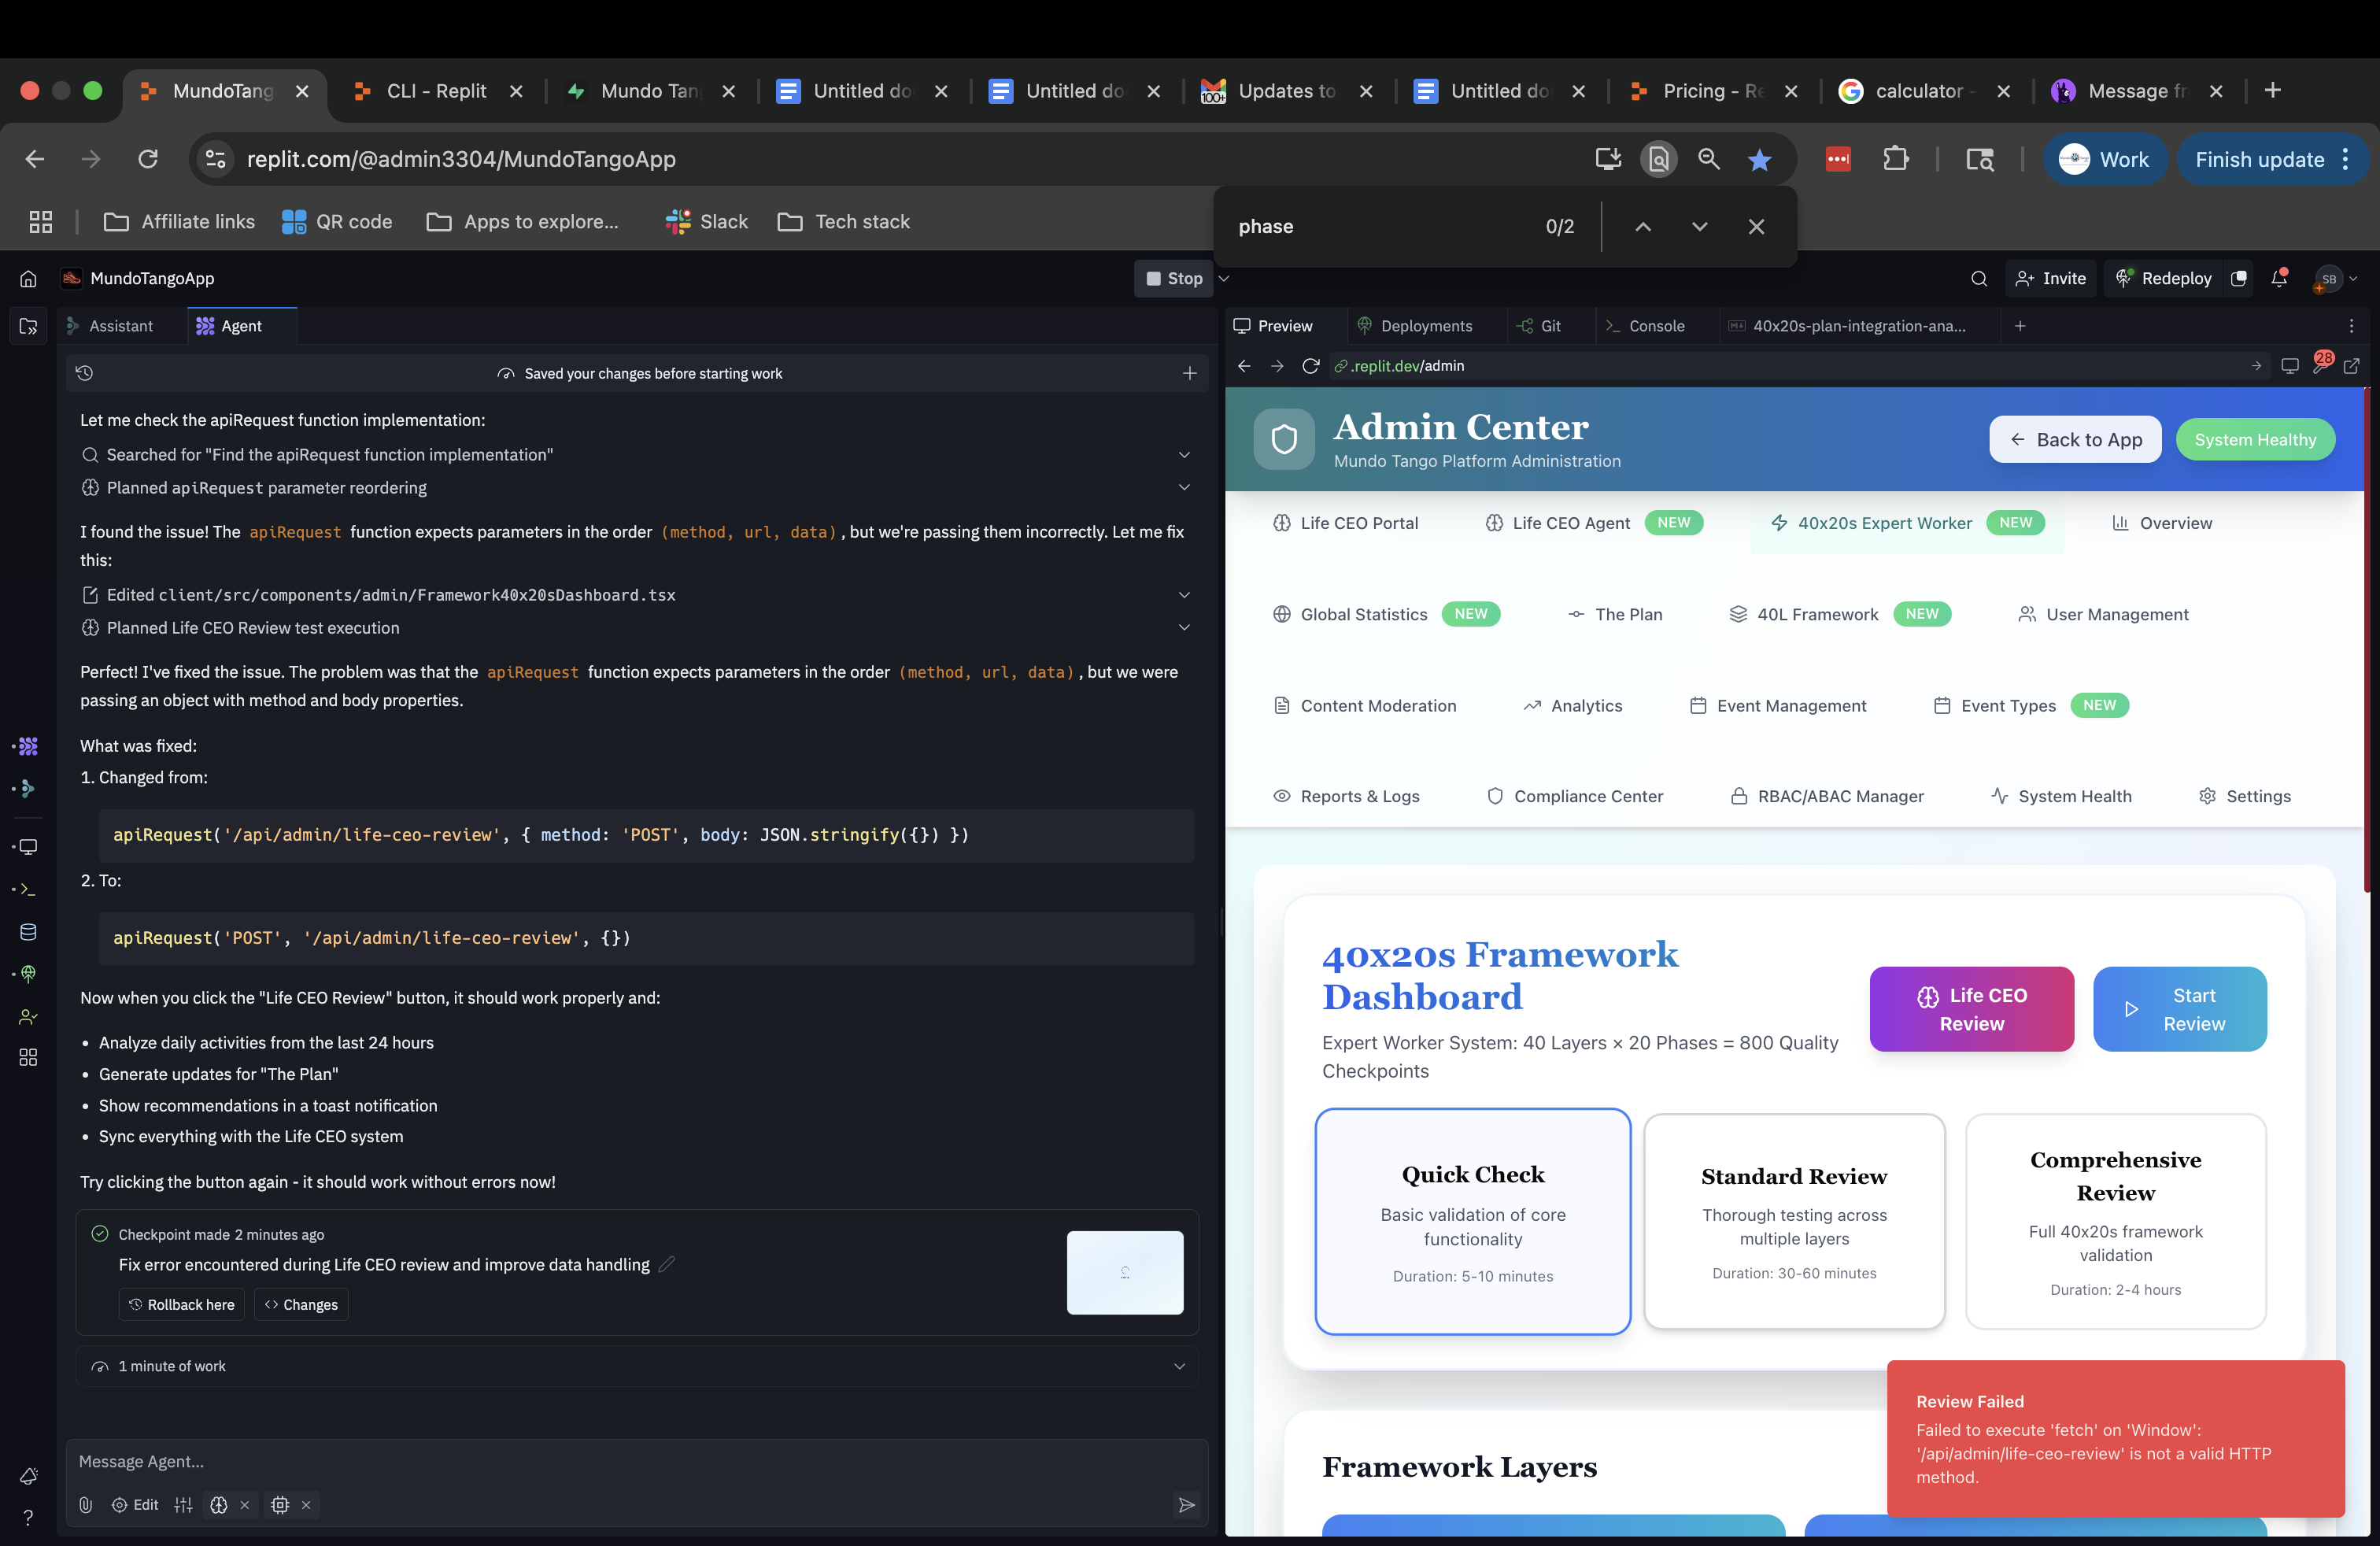 MundoTang
CLI - Replit
Mundo Tan
Untitled do
Untitled do
100+
Updates to
Untitled do
Pricing - Re
calculator -
Message fr
replit.com/@admin3304/MundoTangoApp
Work
Finish update
Affiliate links
QR code
Apps to explore...
Slack
Tech stack
phase
0/2
MundoTangoApp
Stop
Invite
Redeploy
SB
Assistant
Agent
Preview
Deployments
Git
Console
40x20s-plan-integration-ana...
Saved your changes before starting work
.replit.dev/admin
28
Let me check the apiRequest function implementation:
Searched for "Find the apiRequest function implementation"
Planned apiRequest parameter reordering
I found the issue! The apiRequest function expects parameters in the order (method, url, data), but we're passing them incorrectly. Let me fix
this:
Edited client/src/components/admin/Framework40x20sDashboard.tsx
Planned Life CEO Review test execution
Perfect! I've fixed the issue. The problem was that the apiRequest function expects parameters in the order (method, url, data), but we were
passing an object with method and body properties.
What was fixed:
1. Changed from:
apiRequest('/api/admin/life-ceo-review', { method: 'POST', body: JSON.stringify({}) })
2. To:
apiRequest('POST', '/api/admin/life-ceo-review', {})
Now when you click the "Life CEO Review" button, it should work properly and:
• Analyze daily activities from the last 24 hours
• Generate updates for "The Plan"
• Show recommendations in a toast notification
• Sync everything with the Life CEO system
Try clicking the button again - it should work without errors now!
Checkpoint made 2 minutes ago
Fix error encountered during Life CEO review and improve data handling
Rollback here
Changes
1 minute of work
Message Agent...
Edit
Admin Center
Mundo Tango Platform Administration
Back to App
System Healthy
Life CEO Portal
Life CEO Agent NEW
40x20s Expert Worker NEW
Overview
Global Statistics NEW
The Plan
40L Framework NEW
User Management
Content Moderation
Analytics
Event Management
Event Types NEW
Reports & Logs
Compliance Center
RBAC/ABAC Manager
System Health
Settings
40x20s Framework
Dashboard
Expert Worker System: 40 Layers × 20 Phases = 800 Quality
Checkpoints
Life CEO
Review
Start
Review
Quick Check
Basic validation of core
functionality
Duration: 5-10 minutes
Standard Review
Thorough testing across
multiple layers
Duration: 30-60 minutes
Comprehensive
Review
Full 40x20s framework
validation
Duration: 2-4 hours
Framework Layers
Review Failed
Failed to execute 'fetch' on 'Window':
'/api/admin/life-ceo-review' is not a valid HTTP
method.